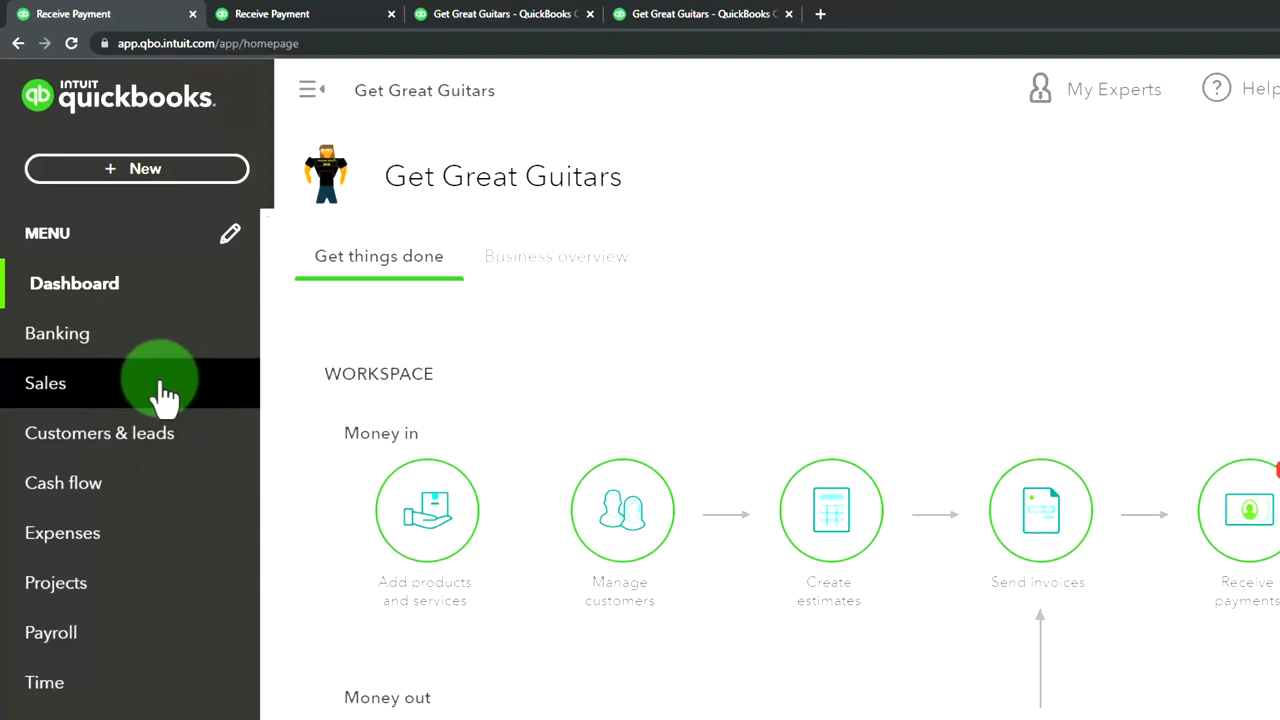 Receive Payment
Receive Payment
Get Great Guitars - QuickBooks C
Get Great Guitars - QuickBooks C
app.qbo.intuit.com/app/homepage
INTUIT
quickbooks.
qb
+ New
MENU
Dashboard
Banking
Sales
Customers & leads
Cash flow
Expenses
Projects
Payroll
Time
Get Great Guitars
My Experts
? Help
Get Great Guitars
Get things done
Business overview
WORKSPACE
Money in
Add products
and services
Manage
customers
Create
estimates
Send invoices
Receive
payments
Money out